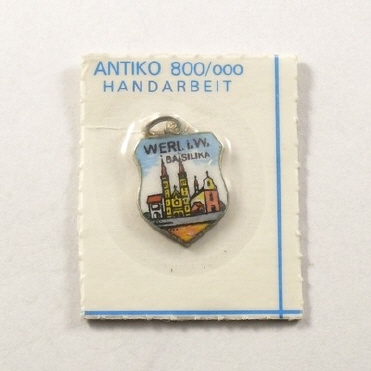 ANTIKO 800/000
HANDARBEIT
WERL i.W.
BASILIKA